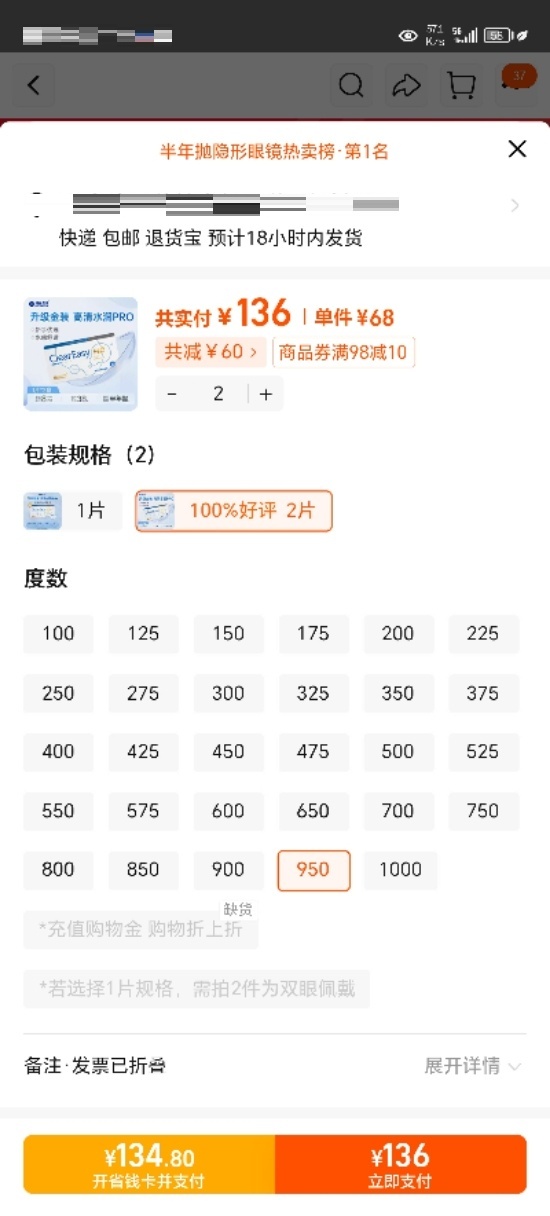 571
K/s
5G
56
37
半年抛隐形眼镜热卖榜·第1名
快递 包邮 退货宝 预计18小时内发货
升级金装 高清水润PRO
ClearEasy
共实付 ¥136 单件 ¥68
共减 ¥60 >
商品券满98减10
- 2 +
包装规格（2）
1片
100%好评 2片
度数
100 125 150 175 200 225
250 275 300 325 350 375
400 425 450 475 500 525
550 575 600 650 700 750
800 850 900 950 1000
缺货
*充值购物金 购物折上折
*若选择1片规格，需拍2件为双眼佩戴
备注·发票已折叠
展开详情
¥134.80
开省钱卡并支付
¥136
立即支付